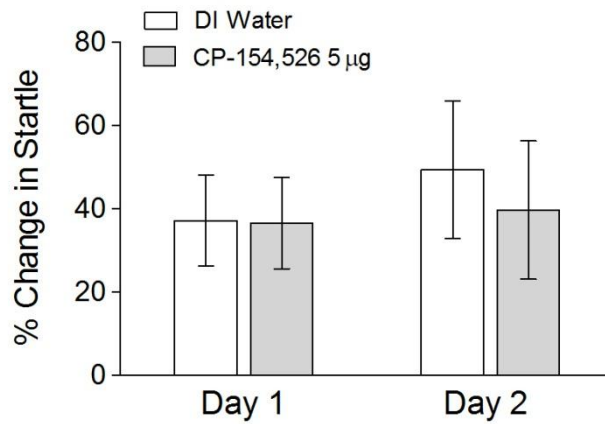 DI Water
CP-154,526 5 μg
% Change in Startle
80
60
40
20
0
Day 1
Day 2